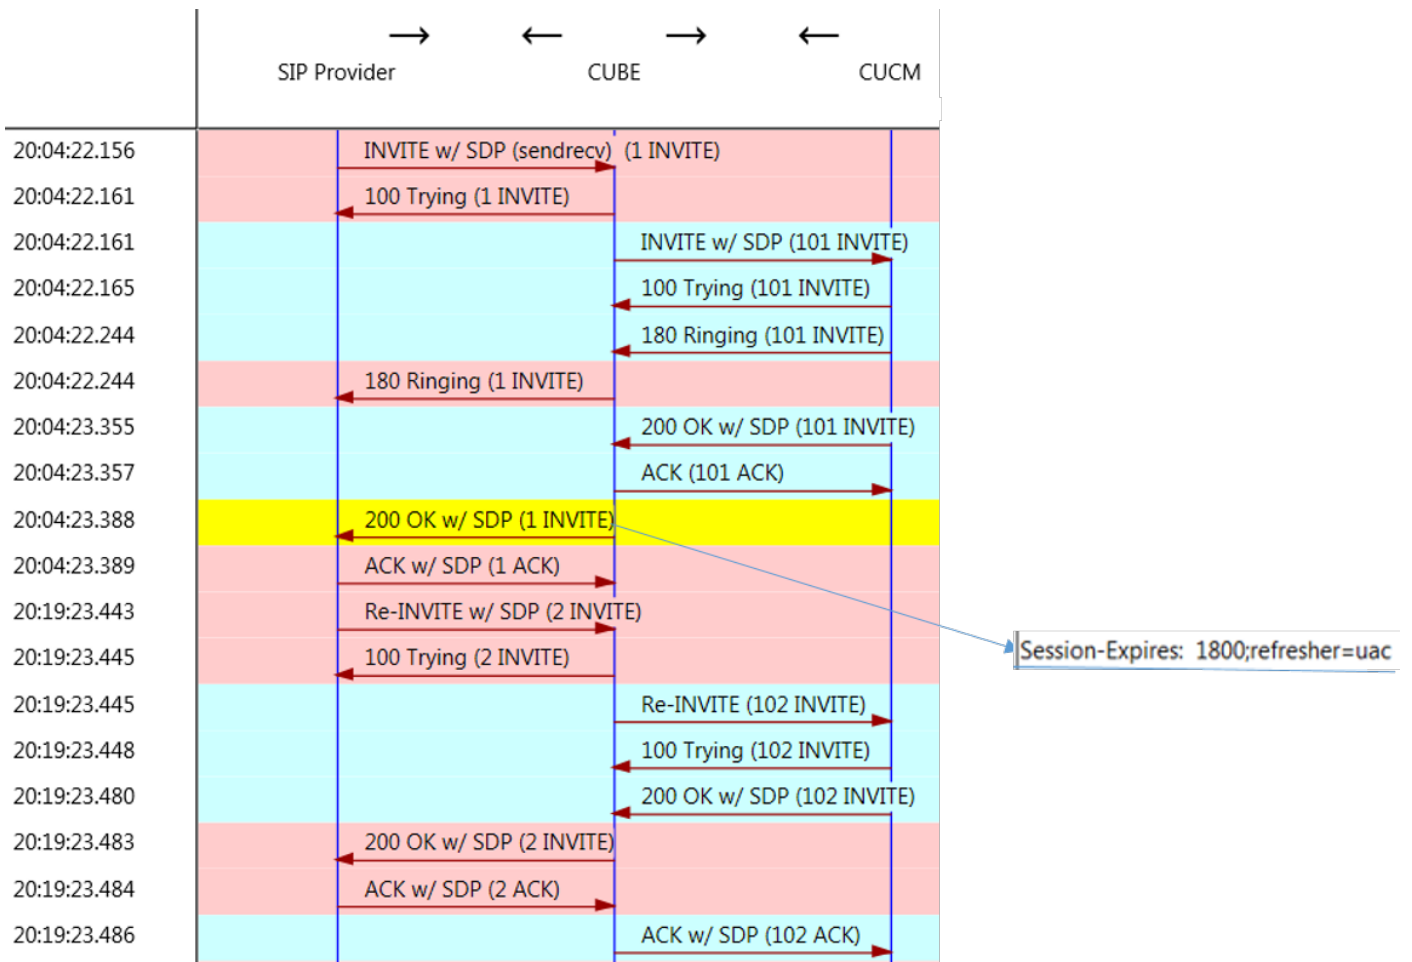 SIP Provider CUBE CUCM
20:04:22.156 INVITE w/ SDP (sendrecv) (1 INVITE)
20:04:22.161 100 Trying (1 INVITE)
20:04:22.161 INVITE w/ SDP (101 INVITE)
20:04:22.165 100 Trying (101 INVITE)
20:04:22.244 180 Ringing (101 INVITE)
20:04:22.244 180 Ringing (1 INVITE)
20:04:23.355 200 OK w/ SDP (101 INVITE)
20:04:23.357 ACK (101 ACK)
20:04:23.388 200 OK w/ SDP (1 INVITE)
20:04:23.389 ACK w/ SDP (1 ACK)
20:19:23.443 Re-INVITE w/ SDP (2 INVITE)
20:19:23.445 100 Trying (2 INVITE)
Session-Expires: 1800;refresher=uac
20:19:23.445 Re-INVITE (102 INVITE)
20:19:23.448 100 Trying (102 INVITE)
20:19:23.480 200 OK w/ SDP (102 INVITE)
20:19:23.483 200 OK w/ SDP (2 INVITE)
20:19:23.484 ACK w/ SDP (2 ACK)
20:19:23.486 ACK w/ SDP (102 ACK)